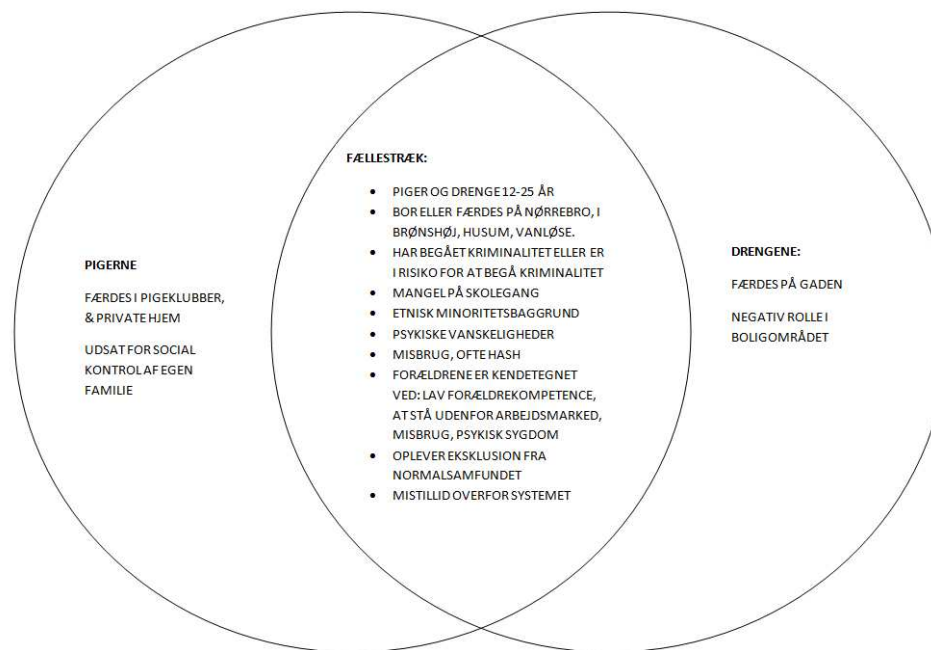 PIGERNE
FÆRDES I PIGEKLUBBER,
& PRIVATE HJEM
UDSAT FOR SOCIAL
KONTROL AF EGEN
FAMILIE
FÆLLESTRÆK:
• PIGER OG DRENGE 12-25 ÅR
• BOR ELLER FÆRDES PÅ NØRREBRO, I
BRØNSHØJ, HUSUM, VANLØSE.
• HAR BEGÅET KRIMINALITET ELLER ER
I RISIKO FOR AT BEGÅ KRIMINALITET
• MANGEL PÅ SKOLEGANG
• ETNISK MINORITETSBAGGRUND
• PSYKISKE VANSKELIGHEDER
• MISBRUG, OFTE HASH
• FORÆLDRENE ER KENDETEGNET
VED: LAV FORÆLDREKOMPETENCE,
AT STÅ UDENFOR ARBEJDSMARKED,
MISBRUG, PSYKISK SYGDOM
• OPLEVER EKSKLUSION FRA
NORMALSAMFUNDET
• MISTILLID OVERFOR SYSTEMET
DRENGENE:
FÆRDES PÅ GADEN
NEGATIV ROLLE I
BOLIGOMRÅDET